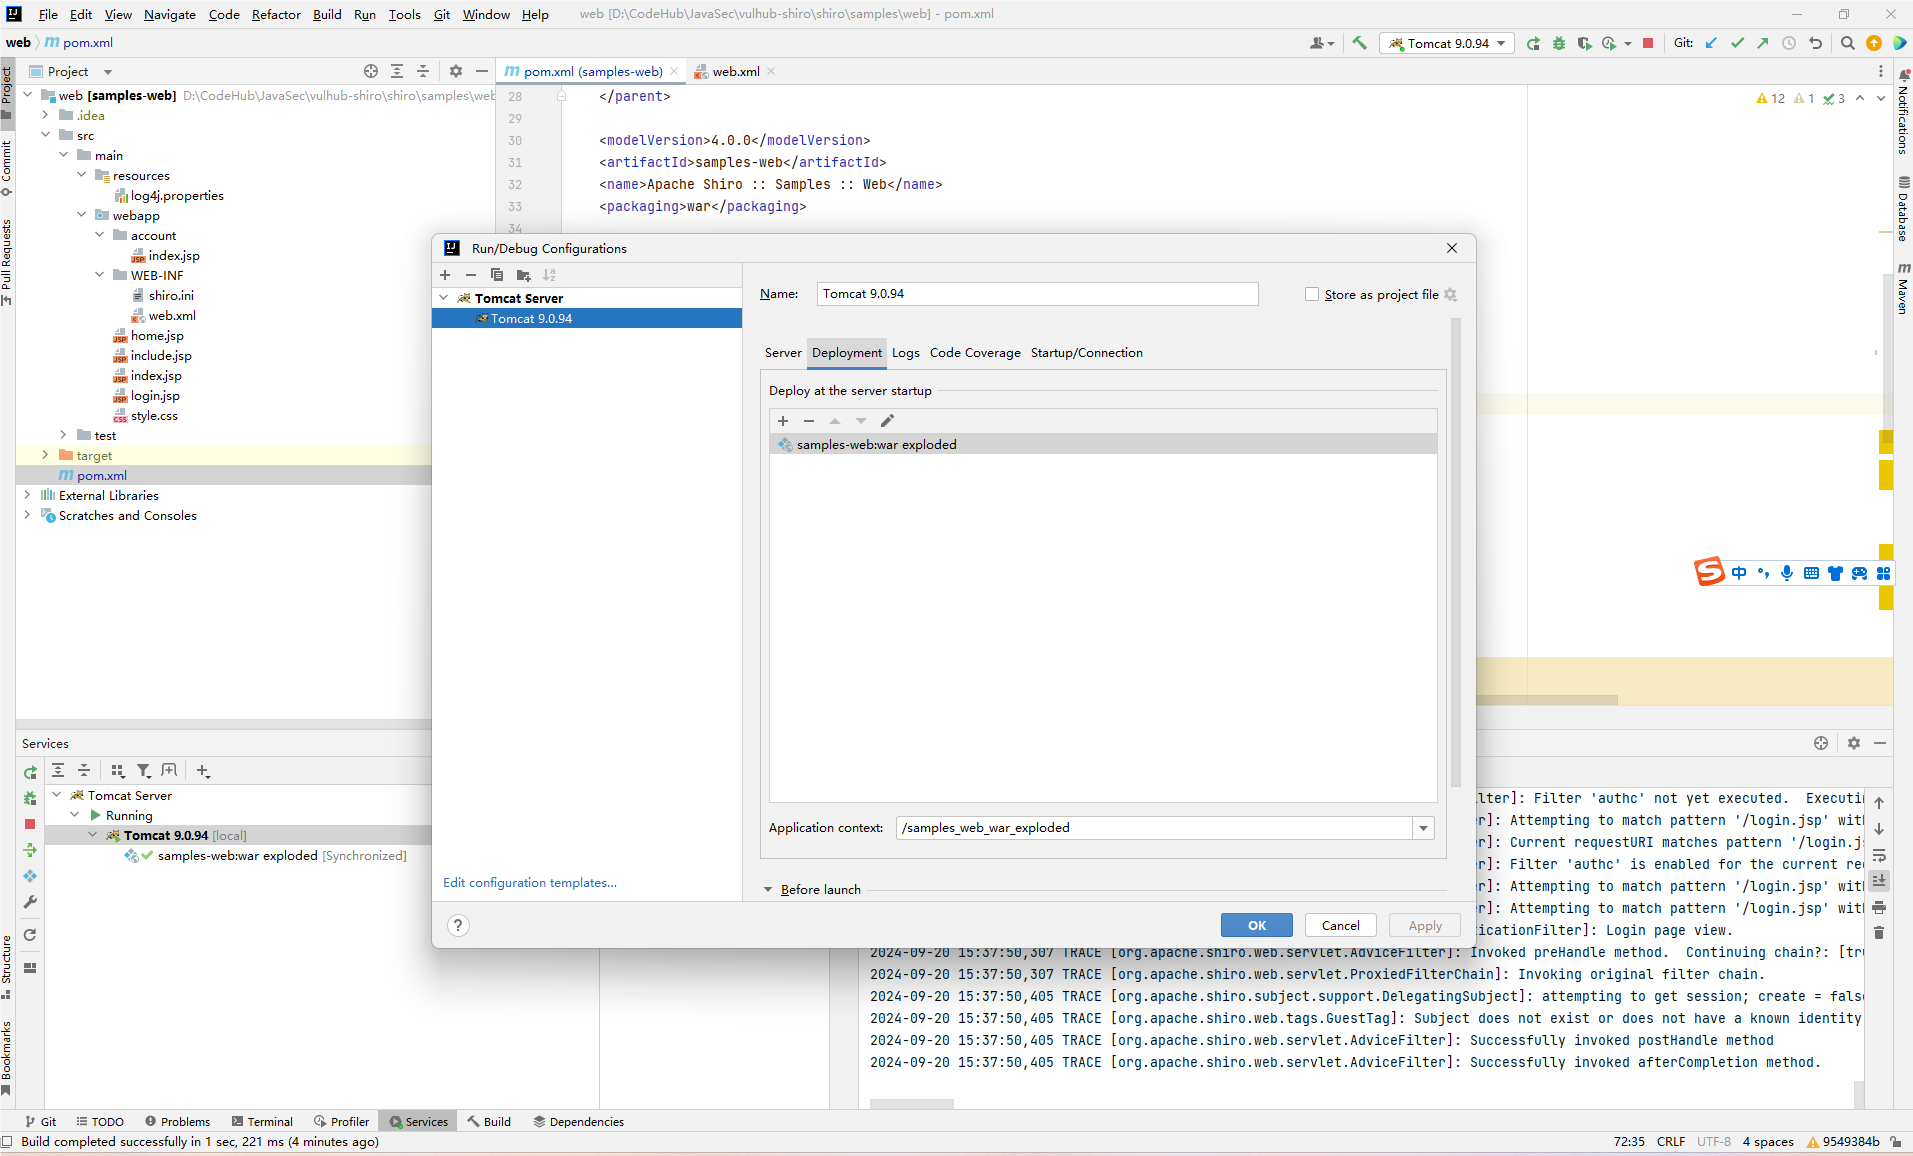 File Edit View Navigate Code Refactor Build Run Tools Git Window Help web [D:\CodeHub\JavaSec\vulhub-shiro\shiro\samples\web] - pom.xml
web pom.xml Tomcat 9.0.94 Git:
Project pom.xml (samples-web) web.xml
web [samples-web] D:\CodeHub\JavaSec\vulhub-shiro\shiro\samples\web
.idea
src
main
resources
log4j.properties
webapp
account
index.jsp
WEB-INF
shiro.ini
web.xml
home.jsp
include.jsp
index.jsp
login.jsp
style.css
test
target
pom.xml
External Libraries
Scratches and Consoles
28 </parent>
29
30 <modelVersion>4.0.0</modelVersion>
31 <artifactId>samples-web</artifactId>
32 <name>Apache Shiro :: Samples :: Web</name>
33 <packaging>war</packaging>
34
12 1 3
Project
Commit
Pull Requests
Structure
Bookmarks
Notifications
Database
Maven
中
Run/Debug Configurations
Tomcat Server
Tomcat 9.0.94
Edit configuration templates...
Name: Tomcat 9.0.94 Store as project file
Server Deployment Logs Code Coverage Startup/Connection
Deploy at the server startup
samples-web:war exploded
Application context: /samples_web_war_exploded
Before launch
? OK Cancel Apply
Services
Tomcat Server
Running
Tomcat 9.0.94 [local]
samples-web:war exploded [Synchronized]
lter]: Filter 'authc' not yet executed. Executin
r]: Attempting to match pattern '/login.jsp' with
r]: Current requestURI matches pattern '/login.js
r]: Filter 'authc' is enabled for the current req
r]: Attempting to match pattern '/login.jsp' with
r]: Attempting to match pattern '/login.jsp' with
ticationFilter]: Login page view.
2024-09-20 15:37:50,307 TRACE [org.apache.shiro.web.servlet.AdviceFilter]: Invoked preHandle method. Continuing chain?: [tru
2024-09-20 15:37:50,307 TRACE [org.apache.shiro.web.servlet.ProxiedFilterChain]: Invoking original filter chain.
2024-09-20 15:37:50,405 TRACE [org.apache.shiro.subject.support.DelegatingSubject]: attempting to get session; create = false
2024-09-20 15:37:50,405 TRACE [org.apache.shiro.web.tags.GuestTag]: Subject does not exist or does not have a known identity
2024-09-20 15:37:50,405 TRACE [org.apache.shiro.web.servlet.AdviceFilter]: Successfully invoked postHandle method
2024-09-20 15:37:50,405 TRACE [org.apache.shiro.web.servlet.AdviceFilter]: Successfully invoked afterCompletion method.
Git TODO Problems Terminal Profiler Services Build Dependencies
Build completed successfully in 1 sec, 221 ms (4 minutes ago) 72:35 CRLF UTF-8 4 spaces 9549384b